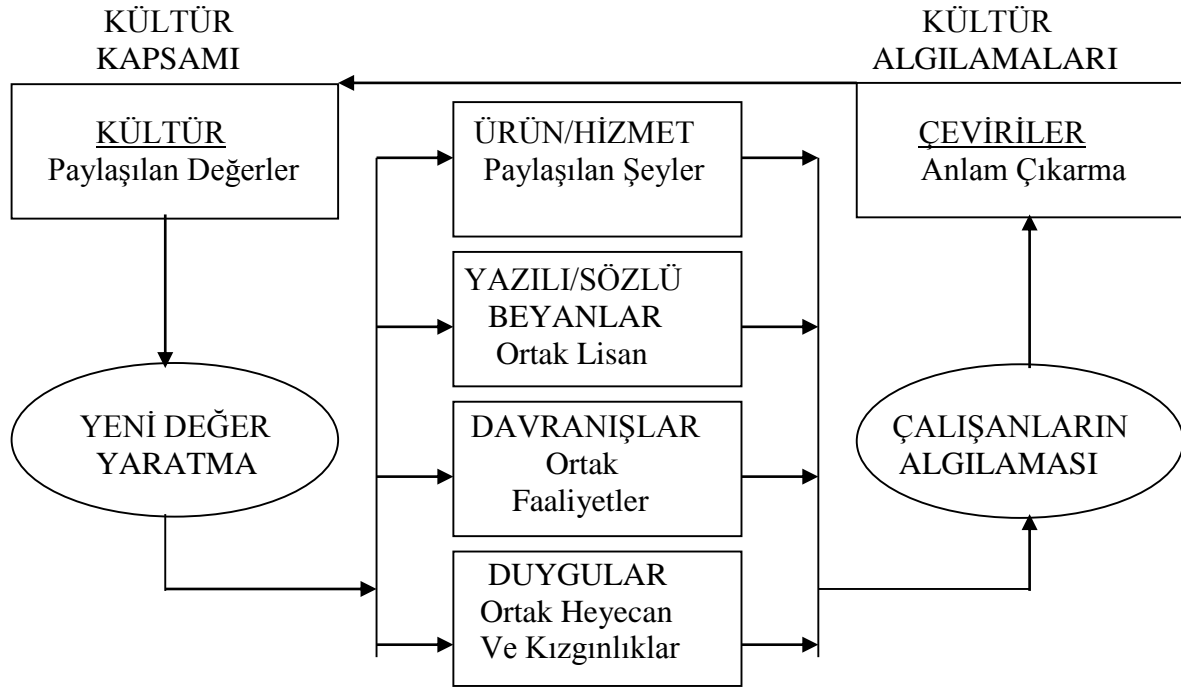 KÜLTÜR
KAPSAMI
KÜLTÜR
ALGILAMALARI
KÜLTÜR
Paylaşılan Değerler
ÜRÜN/HİZMET
Paylaşılan Şeyler
ÇEVİRİLER
Anlam Çıkarma
YAZILI/SÖZLÜ
BEYANLAR
Ortak Lisan
YENİ DEĞER
YARATMA
DAVRANIŞLAR
Ortak
Faaliyetler
ÇALIŞANLARIN
ALGILAMASI
DUYGULAR
Ortak Heyecan
Ve Kızgınlıklar